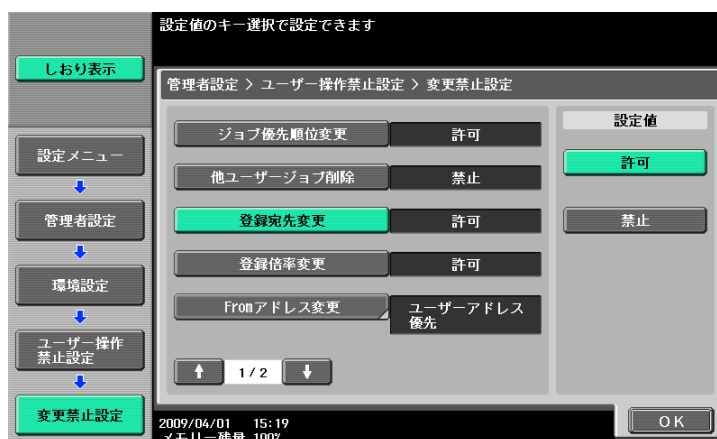 設定値のキー選択で設定できます
しおり表示
管理者設定 > ユーザー操作禁止設定 > 変更禁止設定
設定メニュー
管理者設定
環境設定
ユーザー操作
禁止設定
変更禁止設定
ジョブ優先順位変更 許可
他ユーザージョブ削除 禁止
登録宛先変更 許可
登録倍率変更 許可
Fromアドレス変更 ユーザーアドレス
優先
1/2
設定値
許可
禁止
2009/04/01 15:19
メモリー残量 100%
OK